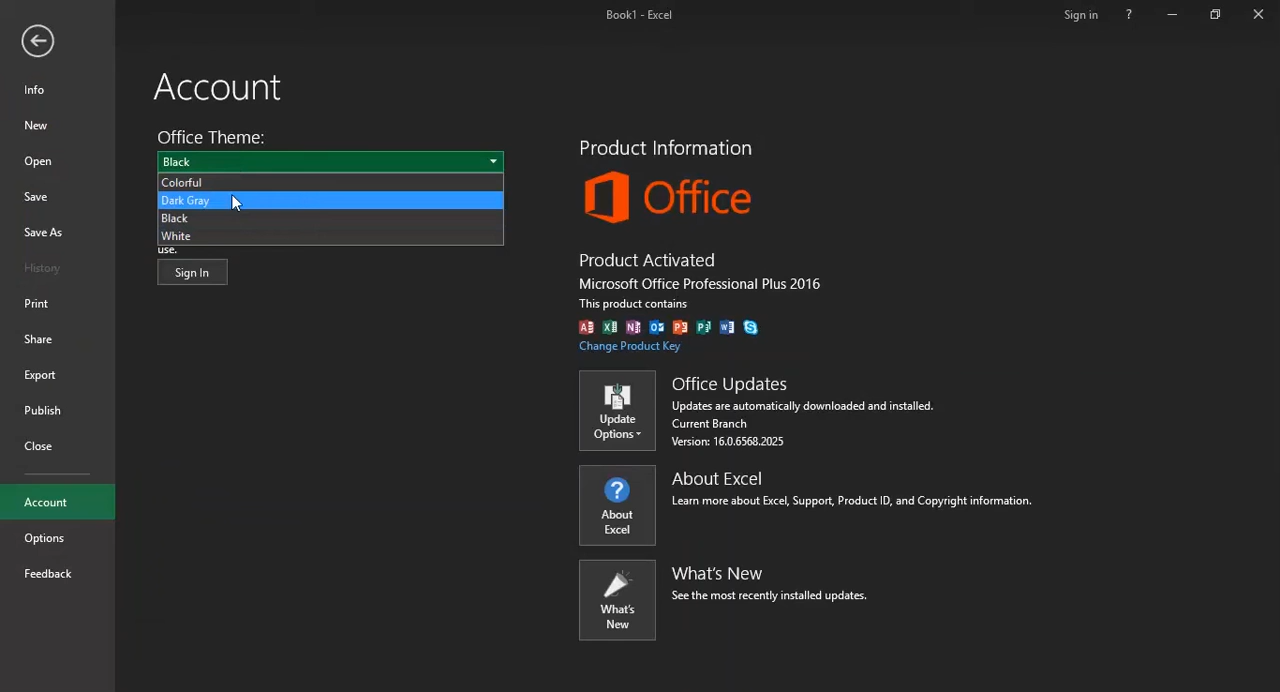 Book1 - Excel
Sign in
?
Info
New
Open
Save
Save As
History
Print
Share
Export
Publish
Close
Account
Options
Feedback
Account
Office Theme:
Black
Colorful
Dark Gray
Black
White
use.
Sign In
Product Information
Office
Product Activated
Microsoft Office Professional Plus 2016
This product contains
A X N O P P W S
Change Product Key
Update
Options
Office Updates
Updates are automatically downloaded and installed.
Current Branch
Version: 16.0.6568.2025
?
About
Excel
About Excel
Learn more about Excel, Support, Product ID, and Copyright information.
What's
New
What's New
See the most recently installed updates.